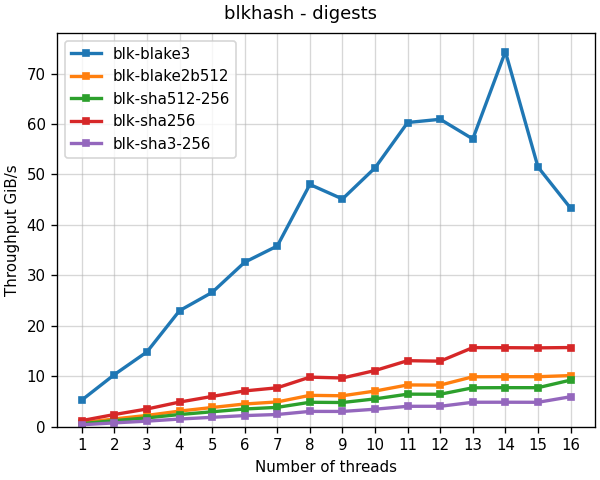 blkhash - digests
blk-blake3
blk-blake2b512
blk-sha512-256
blk-sha256
blk-sha3-256
Throughput GiB/s
70
60
50
40
30
20
10
0
1 2 3 4 5 6 7 8 9 10 11 12 13 14 15 16
Number of threads